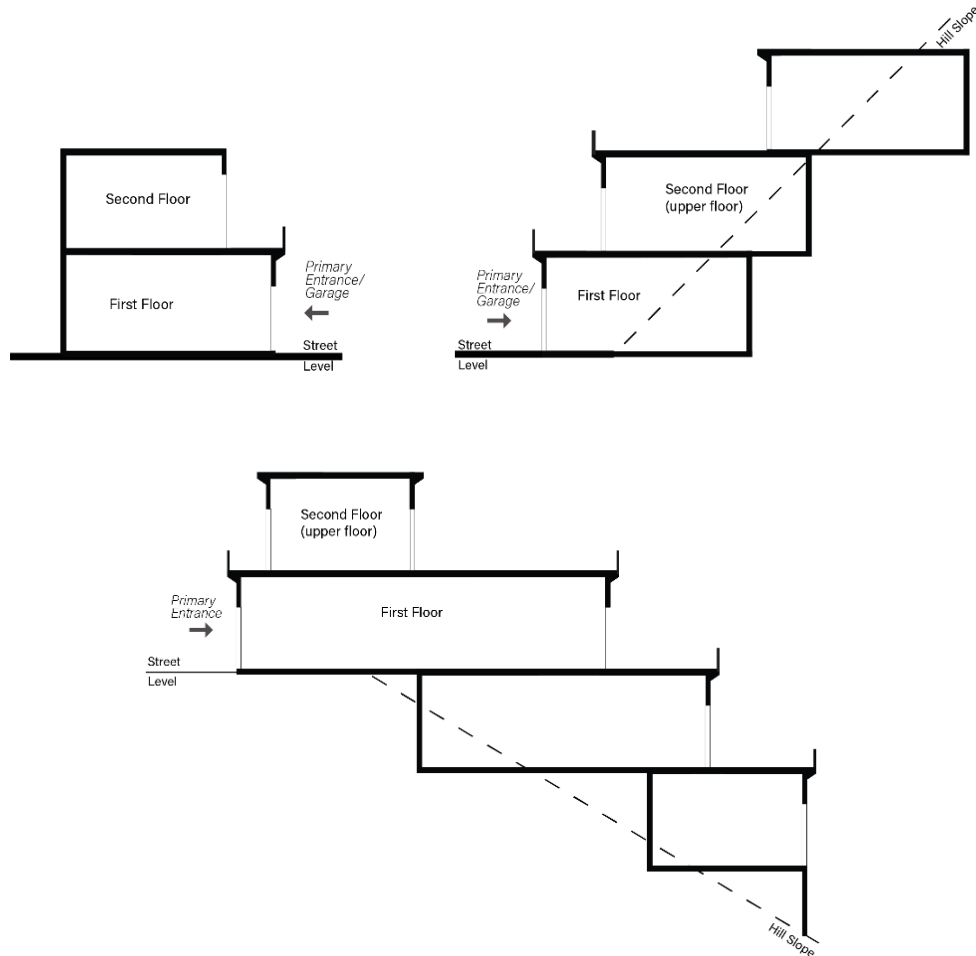 Second Floor
First Floor
Primary
Entrance/
Garage
Street
Level
Hill Slope
Second Floor
(upper floor)
First Floor
Primary
Entrance/
Garage
Street
Level
Second Floor
(upper floor)
First Floor
Primary
Entrance
Street
Level
Hill Slope